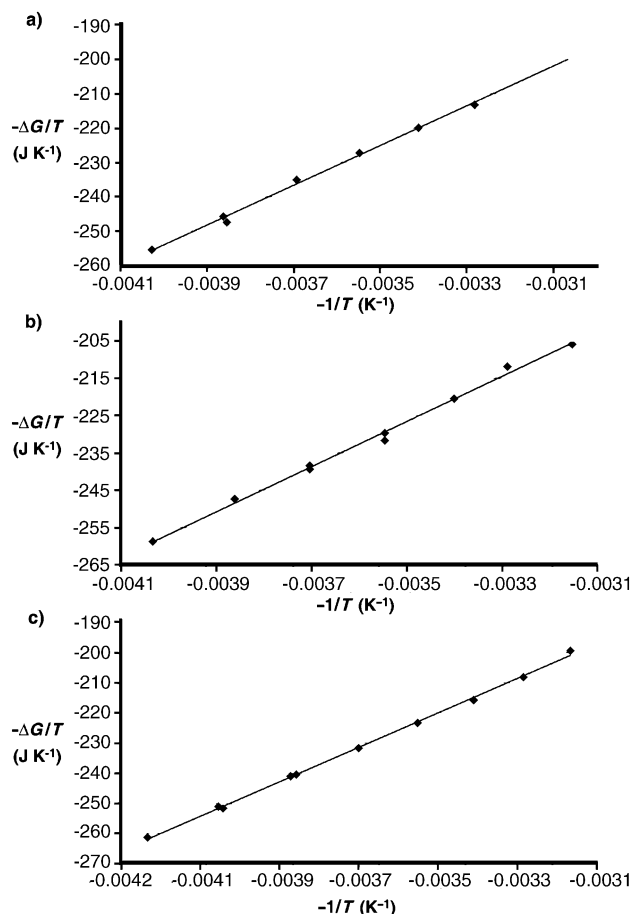 a)
-190
-200
-210
-220
-230
-240
-250
-260
–ΔG/T
(J K⁻¹)
-0.0041 -0.0039 -0.0037 -0.0035 -0.0033 -0.0031
–1/T (K⁻¹)
b)
-205
-215
-225
-235
-245
-255
-265
–ΔG/T
(J K⁻¹)
-0.0041 -0.0039 -0.0037 -0.0035 -0.0033 -0.0031
–1/T (K⁻¹)
c)
-190
-200
-210
-220
-230
-240
-250
-260
-270
–ΔG/T
(J K⁻¹)
-0.0042 -0.0041 -0.0039 -0.0037 -0.0035 -0.0033 -0.0031
–1/T (K⁻¹)